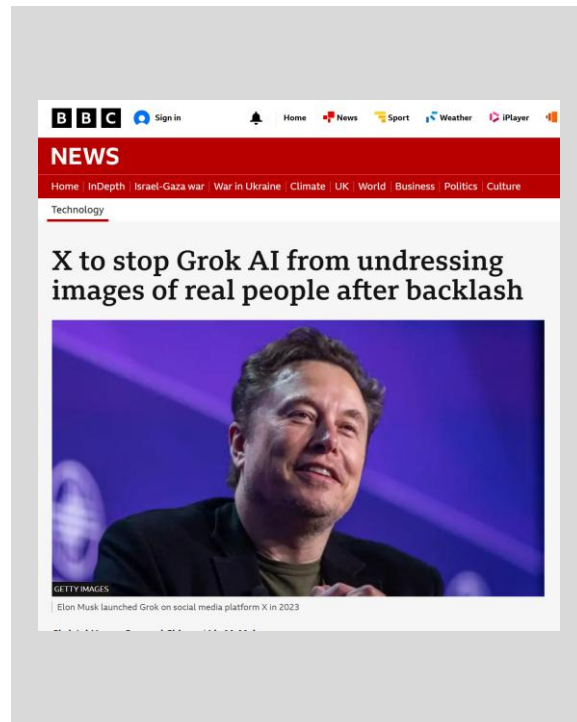 BBC Sign in Home News Sport Weather iPlayer
NEWS
Home | InDepth | Israel-Gaza war | War in Ukraine | Climate | UK | World | Business | Politics | Culture
Technology
X to stop Grok AI from undressing
images of real people after backlash
GETTY IMAGES
Elon Musk launched Grok on social media platform X in 2023